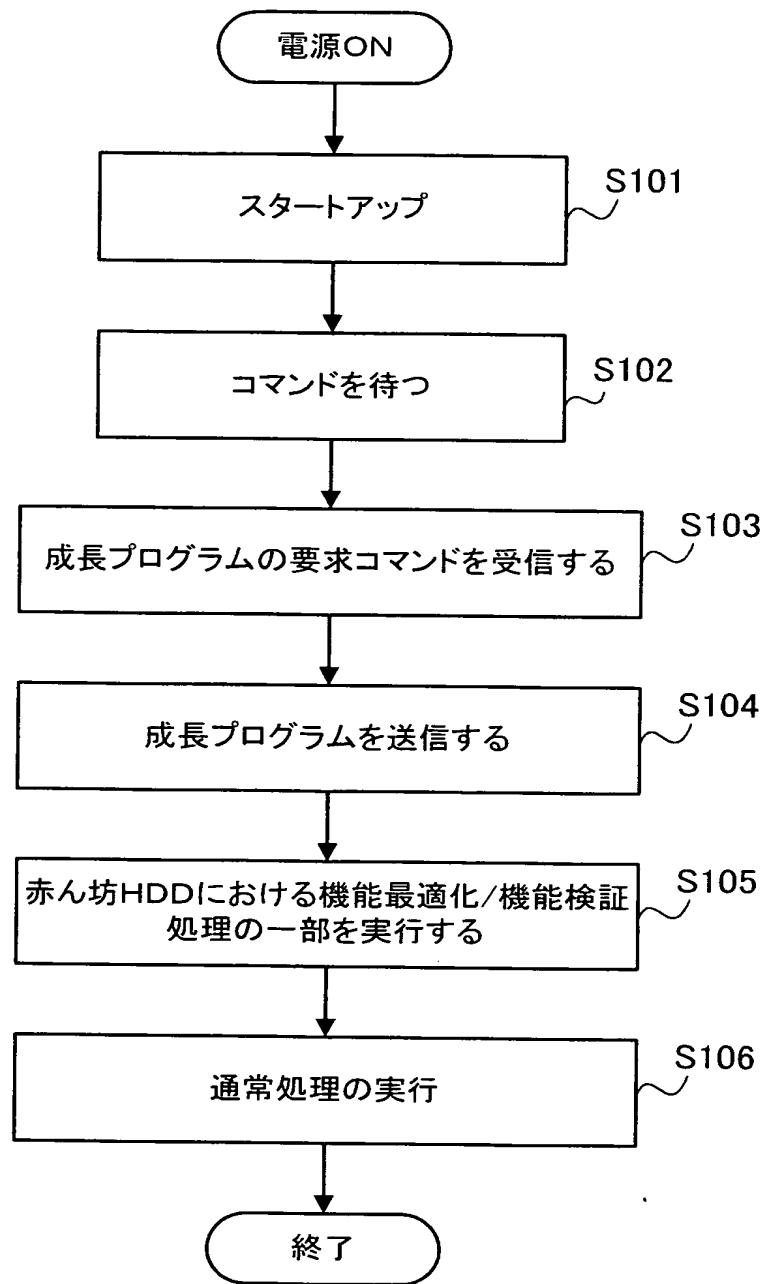 電源ON
スタートアップ
S101
コマンドを待つ
S102
成長プログラムの要求コマンドを受信する
S103
成長プログラムを送信する
S104
赤ん坊HDDにおける機能最適化/機能検証
処理の一部を実行する
S105
通常処理の実行
S106
終了